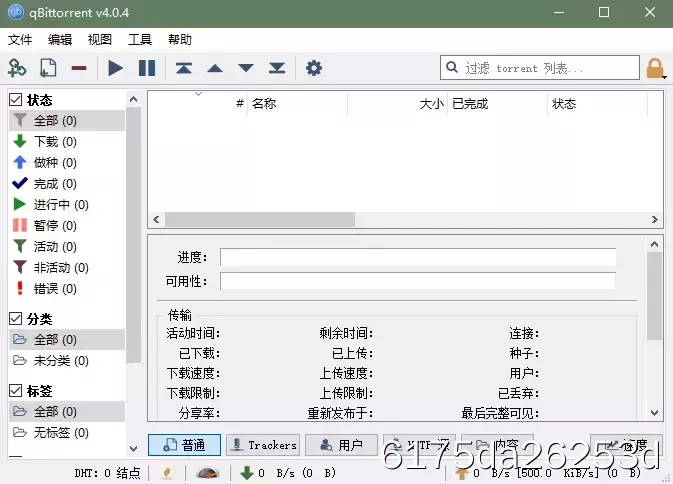 qb qBittorrent v4.0.4
文件 编辑 视图 工具 帮助
过滤 torrent 列表...
# 名称 大小 已完成 状态
状态
全部 (0)
下载 (0)
做种 (0)
完成 (0)
进行中 (0)
暂停 (0)
活动 (0)
非活动 (0)
错误 (0)
分类
全部 (0)
未分类 (0)
标签
全部 (0)
无标签 (0)
进度:
可用性:
传输
活动时间: 剩余时间: 连接:
已下载: 已上传: 种子:
下载速度: 上传速度: 用户:
下载限制: 上传限制: 已丢弃:
分享率: 重新发布于: 最后完整可见:
普通 Trackers 用户 HTTP 源 内容 速度
6175da26253d
DHT: 0 结点 0 B/s (0 B) 0 B/s [500.0 KiB/s] (0 B)